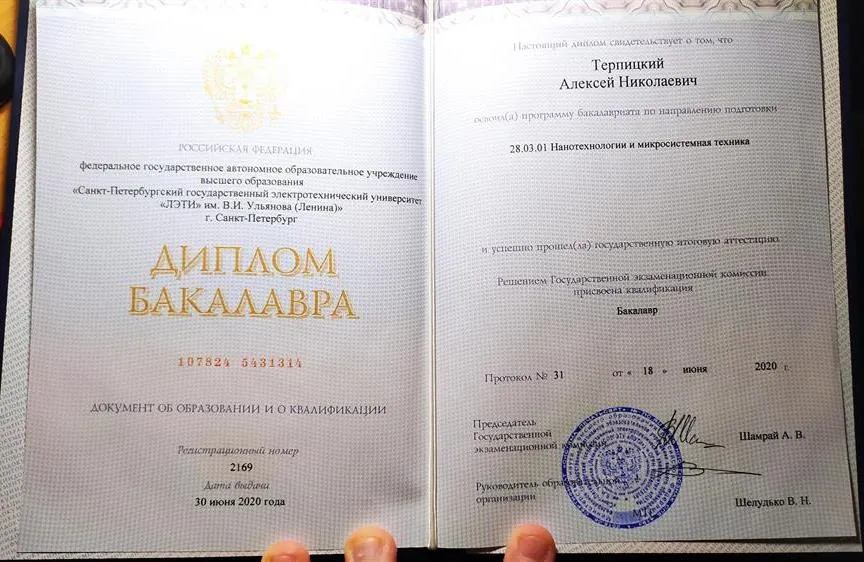 РОССИЙСКАЯ ФЕДЕРАЦИЯ
федеральное государственное автономное образовательное учреждение
высшего образования
«Санкт-Петербургский государственный электротехнический университет
«ЛЭТИ» им. В.И. Ульянова (Ленина)»
г. Санкт-Петербург
ДИПЛОМ
БАКАЛАВРА
107824 5431314
ДОКУМЕНТ ОБ ОБРАЗОВАНИИ И О КВАЛИФИКАЦИИ
Регистрационный номер
2169
Дата выдачи
30 июня 2020 года
Настоящий диплом свидетельствует о том, что
Терпицкий
Алексей Николаевич
освоил(а) программу бакалавриата по направлению подготовки
28.03.01 Нанотехнологии и микросистемная техника
и успешно прошел(ла) государственную итоговую аттестацию
Решением Государственной экзаменационной комиссии
присвоена квалификация
Бакалавр
Протокол № 31 от « 18 » июня 2020 г.
Председатель
Государственной
экзаменационной комиссии
Шамрай А. В.
Руководитель образовательной
организации
Шелудько В. Н.